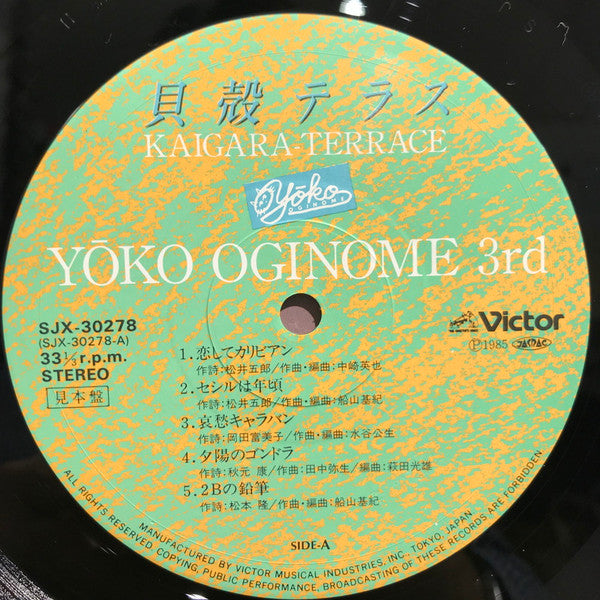 貝殻テラス
KAIGARA-TERRACE
Yōko
OGINOME
YŌKO OGINOME 3rd
SJX-30278
(SJX-30278-A)
33⅓r.p.m.
STEREO
見本盤
Victor
Ⓟ1985 JASRAC
1.恋してカリビアン
作詩:松井五郎/作曲・編曲:中崎英也
2.セシルは年頃
作詩:松井五郎/作曲・編曲:船山基紀
3.哀愁キャラバン
作詩:岡田富美子/作曲・編曲:水谷公生
4.夕陽のゴンドラ
作詩:秋元 康/作曲:田中弥生/編曲:萩田光雄
5.2Bの鉛筆
作詩:松本 隆/作曲・編曲:船山基紀
SIDE-A
MANUFACTURED BY VICTOR MUSICAL INDUSTRIES, INC. TOKYO, JAPAN
ALL RIGHTS RESERVED. COPYING, PUBLIC PERFORMANCE, BROADCASTING OF THESE RECORDS ARE FORBIDDEN